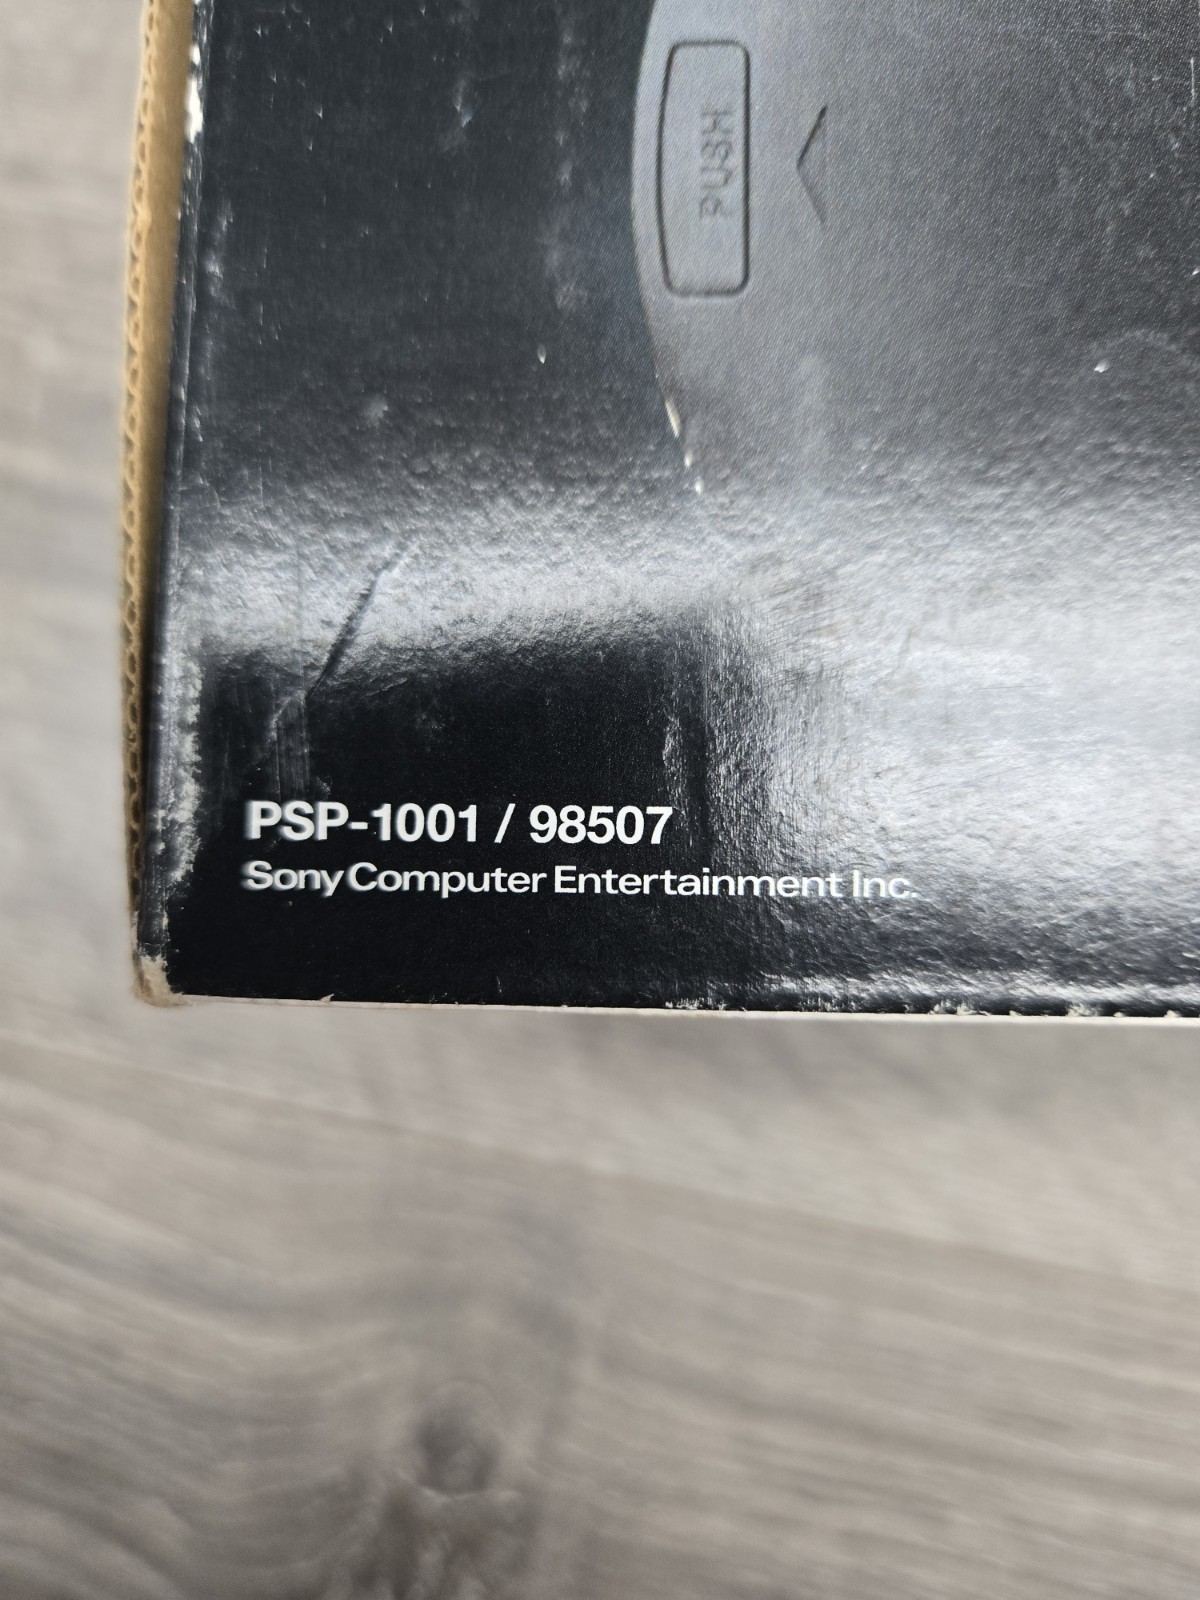 PUSH
PSP-1001 / 98507
Sony Computer Entertainment Inc.